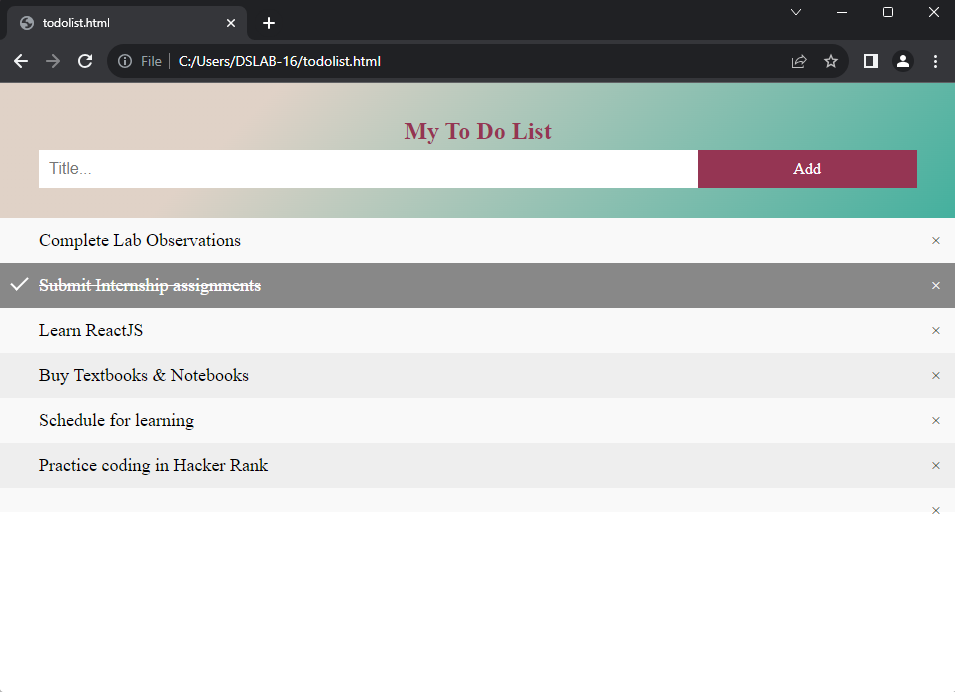 todolist.html
File
C:/Users/DSLAB-16/todolist.html
My To Do List
Title...
Add
Complete Lab Observations
×
Submit Internship assignments
×
Learn ReactJS
×
Buy Textbooks & Notebooks
×
Schedule for learning
×
Practice coding in Hacker Rank
×
×